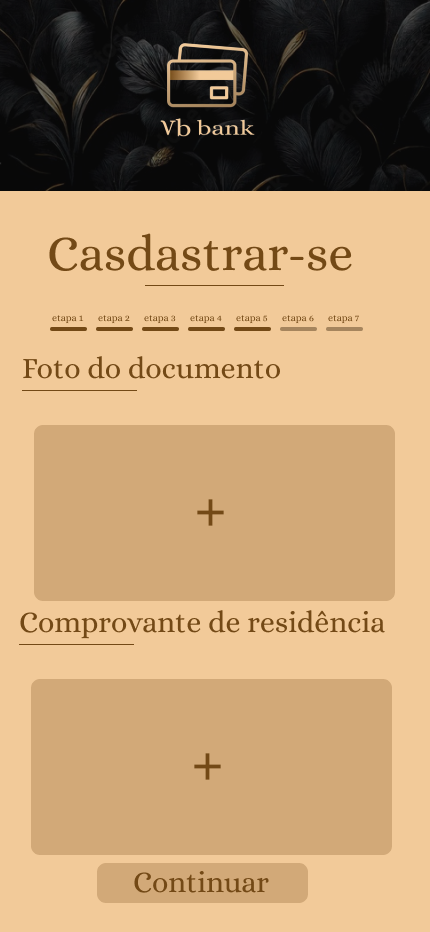 Vb bank
Casdastrar-se
etapa 1 etapa 2 etapa 3 etapa 4 etapa 5 etapa 6 etapa 7
Foto do documento
+
Comprovante de residência
+
Continuar